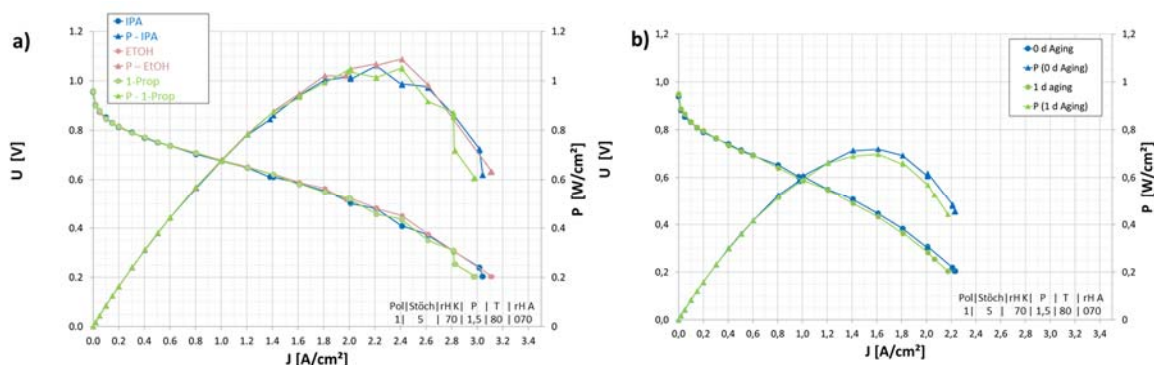 a)
IPA
P - IPA
ETOH
P – EtOH
1-Prop
P - 1-Prop
U [V]
1.2
1.0
0.8
0.6
0.4
0.2
0.0
P [W/cm²]
1,2
1
0,8
0,6
0,4
0,2
0
Pol | Stöch | rH K | P | T | rH A
1| 5 | 70 | 1,5 | 80 | 070
0.0 0.2 0.4 0.6 0.8 1.0 1.2 1.4 1.6 1.8 2.0 2.2 2.4 2.6 2.8 3.0 3.2 3.4
J [A/cm²]
b)
0 d Aging
P (0 d Aging)
1 d aging
P (1 d Aging)
U [V]
1,2
1,0
0,8
0,6
0,4
0,2
0,0
P [W/cm²]
1,2
1
0,8
0,6
0,4
0,2
0
Pol | Stöch | rH K | P | T | rH A
1| 5 | 70 | 1,5 | 80 | 070
0,0 0,2 0,4 0,6 0,8 1,0 1,2 1,4 1,6 1,8 2,0 2,2 2,4 2,6 2,8 3,0 3,2 3,4
J [A/cm²]